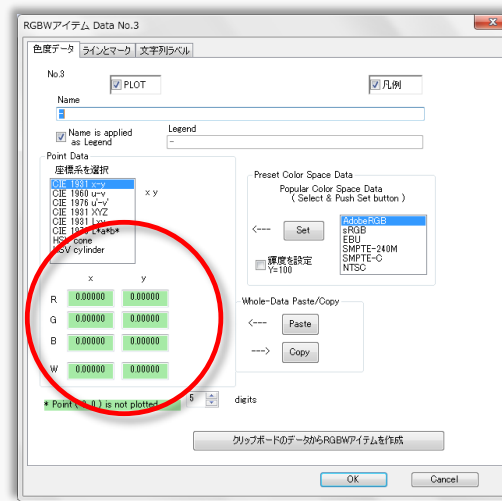 RGBWアイテム Data No.3
色度データ ラインとマーク 文字列ラベル
No.3
PLOT
凡例
Name
-
Name is applied
as Legend
Legend
-
Point Data
座標系を選択
CIE 1931 x-y
CIE 1960 u-v
CIE 1976 u'-v'
CIE 1931 XYZ
CIE 1931 Lxy
CIE 1976 L*a*b*
HSV cone
HSV cylinder
x y
Preset Color Space Data
Popular Color Space Data
( Select & Push Set button )
<---
Set
AdobeRGB
sRGB
EBU
SMPTE-240M
SMPTE-C
NTSC
輝度を設定
Y=100
x y
R 0.00000 0.00000
G 0.00000 0.00000
B 0.00000 0.00000
W 0.00000 0.00000
Whole-Data Paste/Copy
<--- Paste
---> Copy
* Point ( 0, 0 ) is not plotted
5 digits
クリップボードのデータからRGBWアイテムを作成
OK Cancel